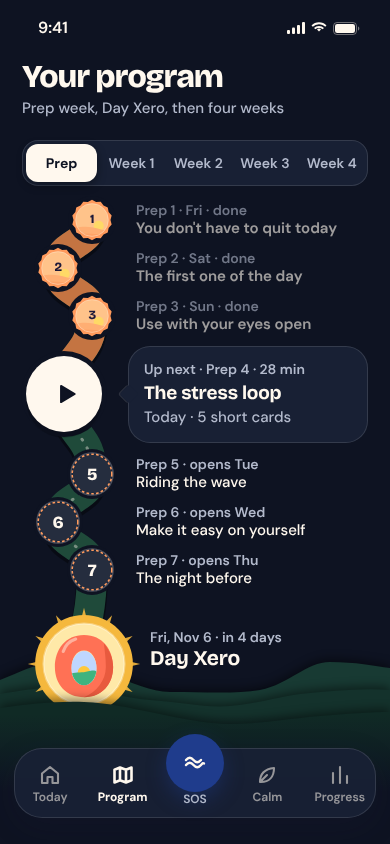 9:41
Your program
Prep week, Day Xero, then four weeks
Prep Week 1 Week 2 Week 3 Week 4
1
Prep 1 · Fri · done
You don't have to quit today
2
Prep 2 · Sat · done
The first one of the day
3
Prep 3 · Sun · done
Use with your eyes open
Up next · Prep 4 · 28 min
The stress loop
Today · 5 short cards
5
Prep 5 · opens Tue
Riding the wave
6
Prep 6 · opens Wed
Make it easy on yourself
7
Prep 7 · opens Thu
The night before
Fri, Nov 6 · in 4 days
Day Xero
Today Program SOS Calm Progress